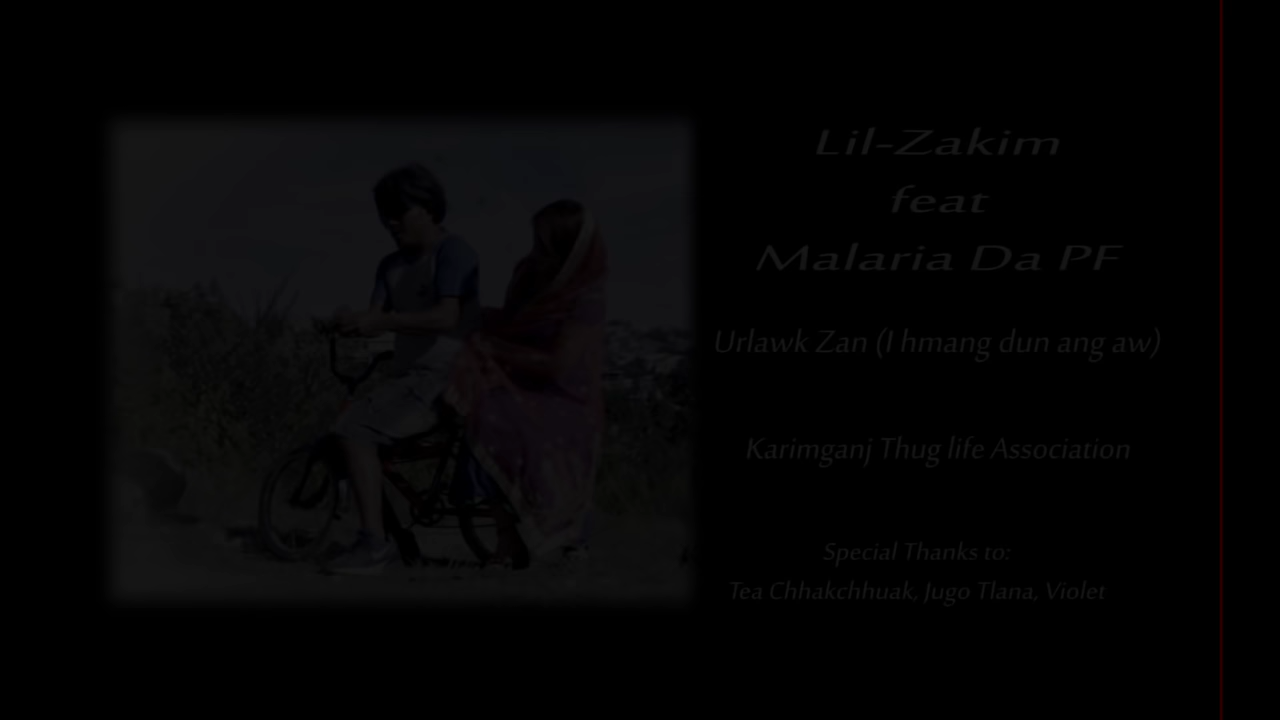 Lil-Zakim
feat
Malaria Da PF
Urlawk Zan (I hmang dun ang aw)
Karimganj Thug life Association
Special Thanks to:
Tea Chhakchhuak, Jugo Tlana, Violet